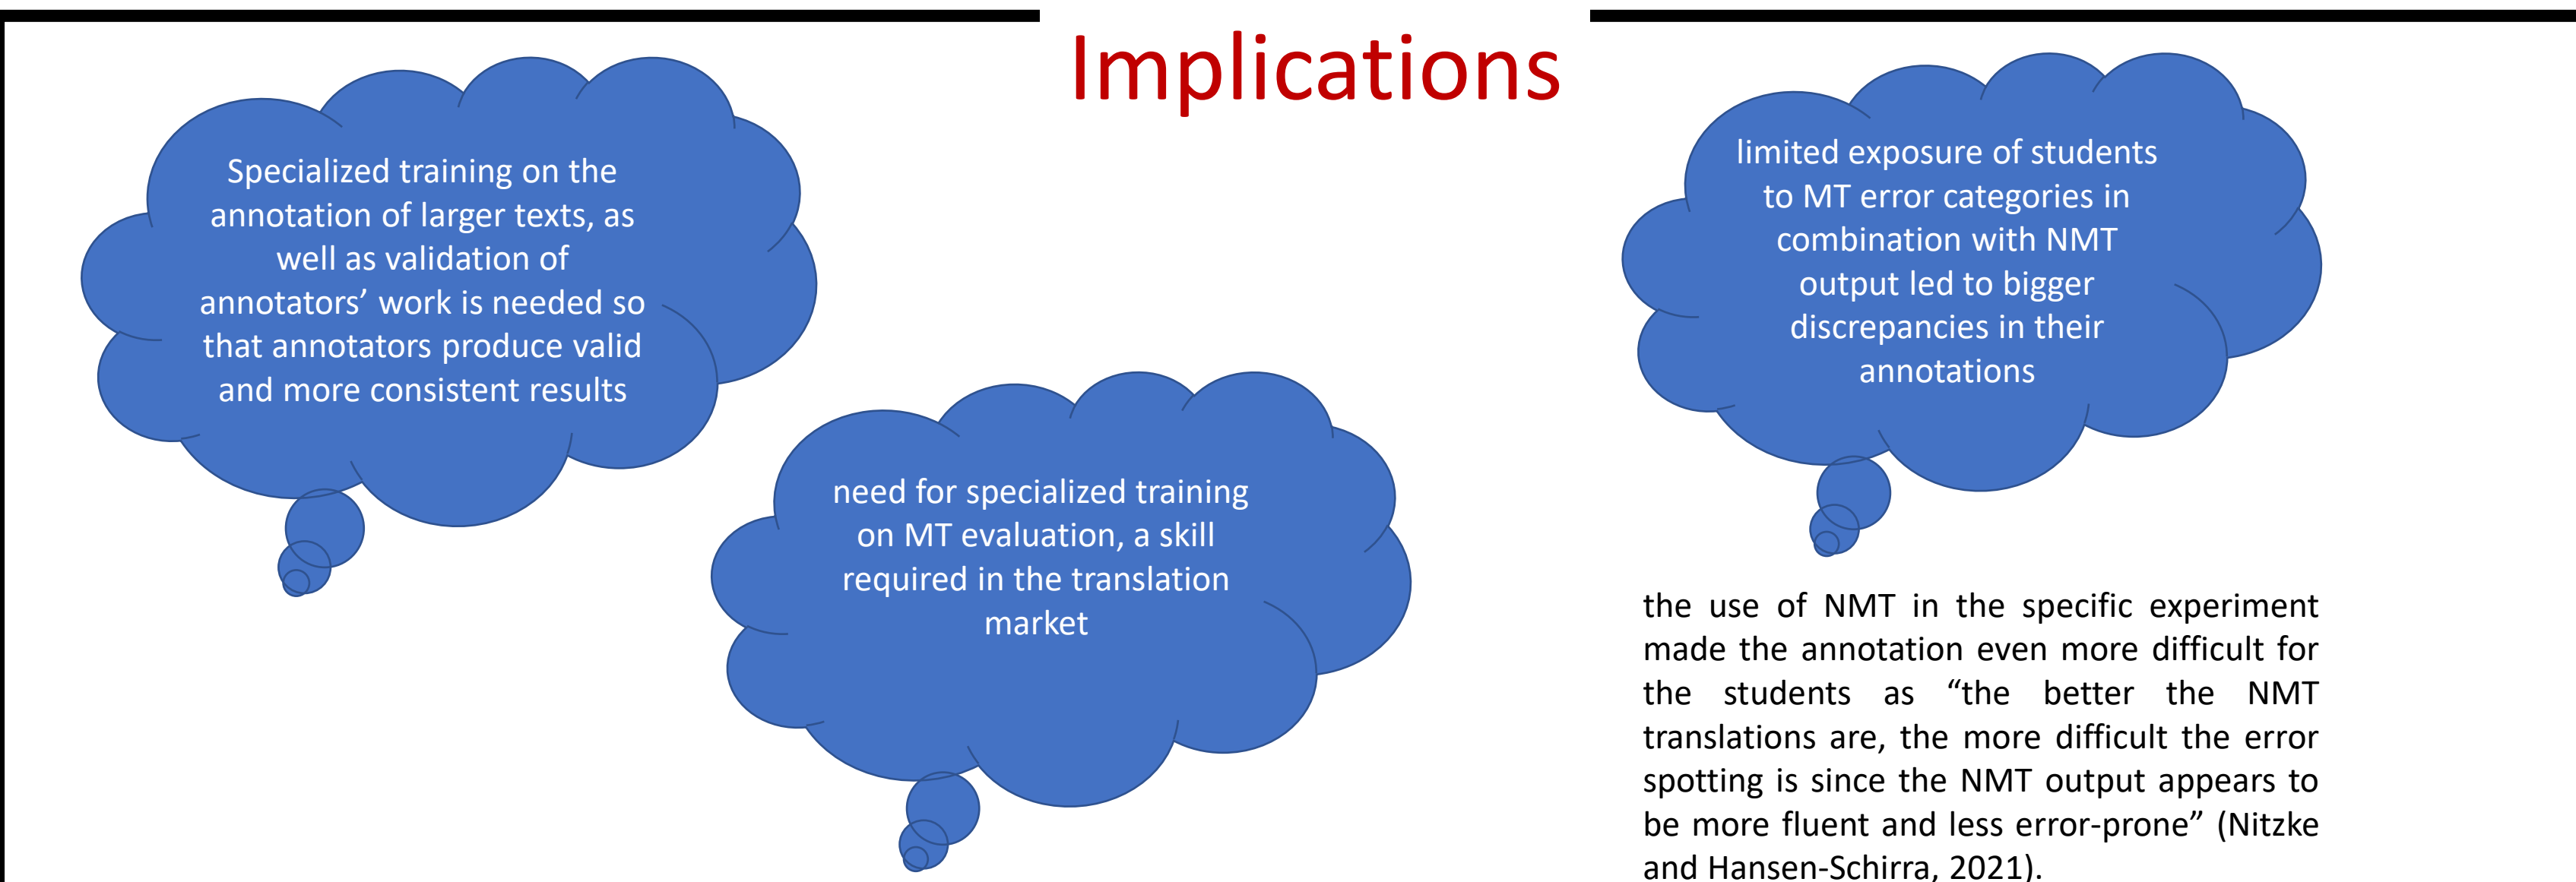 Implications
Specialized training on the
annotation of larger texts, as
well as validation of
annotators’ work is needed so
that annotators produce valid
and more consistent results
need for specialized training
on MT evaluation, a skill
required in the translation
market
limited exposure of students
to MT error categories in
combination with NMT
output led to bigger
discrepancies in their
annotations
the use of NMT in the specific experiment
made the annotation even more difficult for
the students as “the better the NMT
translations are, the more difficult the error
spotting is since the NMT output appears to
be more fluent and less error-prone” (Nitzke
and Hansen-Schirra, 2021).